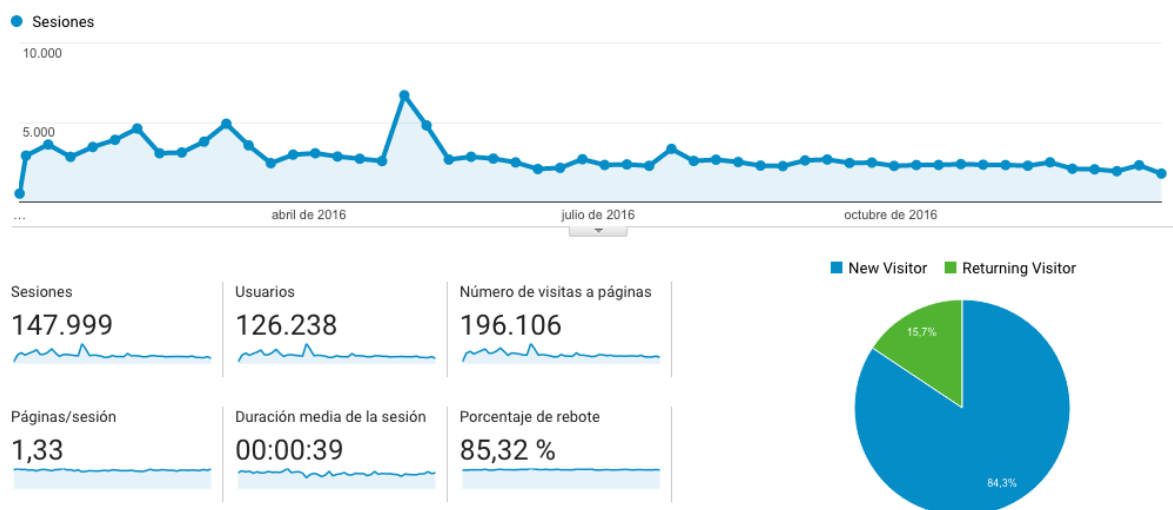 Sesiones
10.000
5.000
...
abril de 2016
julio de 2016
octubre de 2016
New Visitor
Returning Visitor
Sesiones
147.999
Usuarios
126.238
Número de visitas a páginas
196.106
Páginas/sesión
1,33
Duración media de la sesión
00:00:39
Porcentaje de rebote
85,32 %
15,7%
84,3%